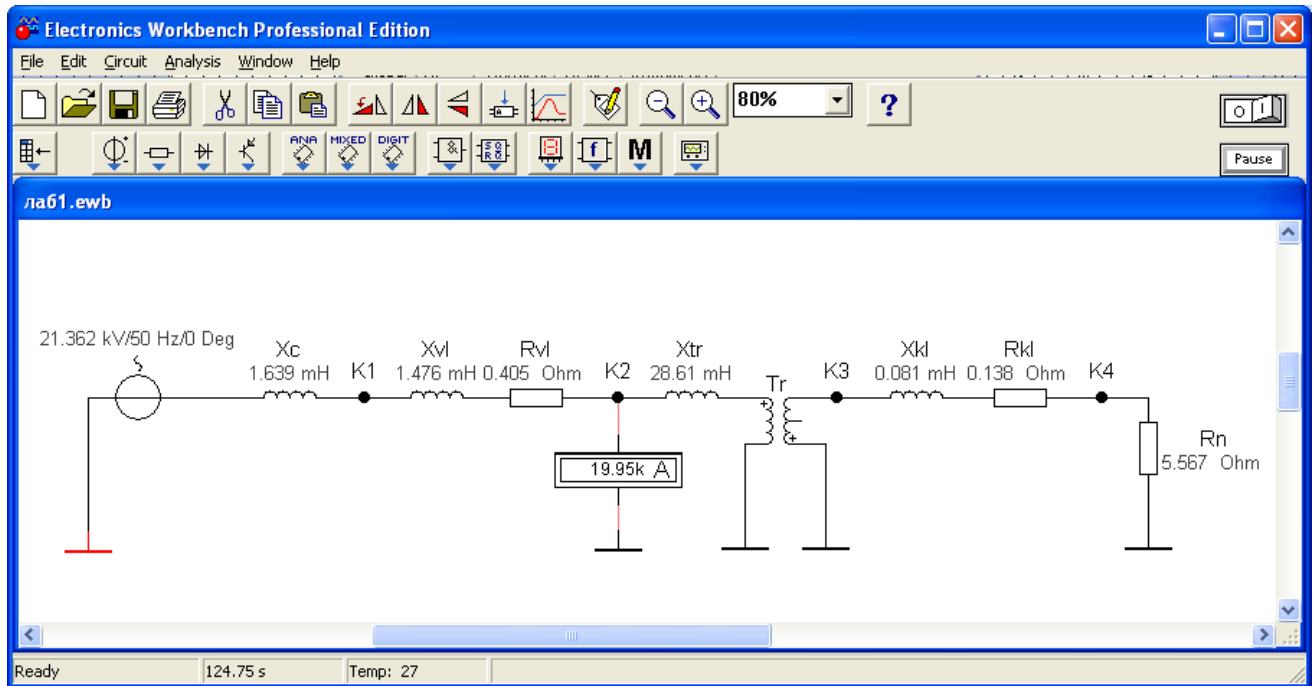 Electronics Workbench Professional Edition
File Edit Circuit Analysis Window Help
80% ?
ANA MIXED DIGIT
M
Pause
лаб1.ewb
21.362 kV/50 Hz/0 Deg
Xc Xvl Rvl Xtr Xkl Rkl
1.639 mH K1 1.476 mH 0.405 Ohm K2 28.61 mH Tr K3 0.081 mH 0.138 Ohm K4
Rn
19.95k A 5.567 Ohm
Ready 124.75 s Temp: 27